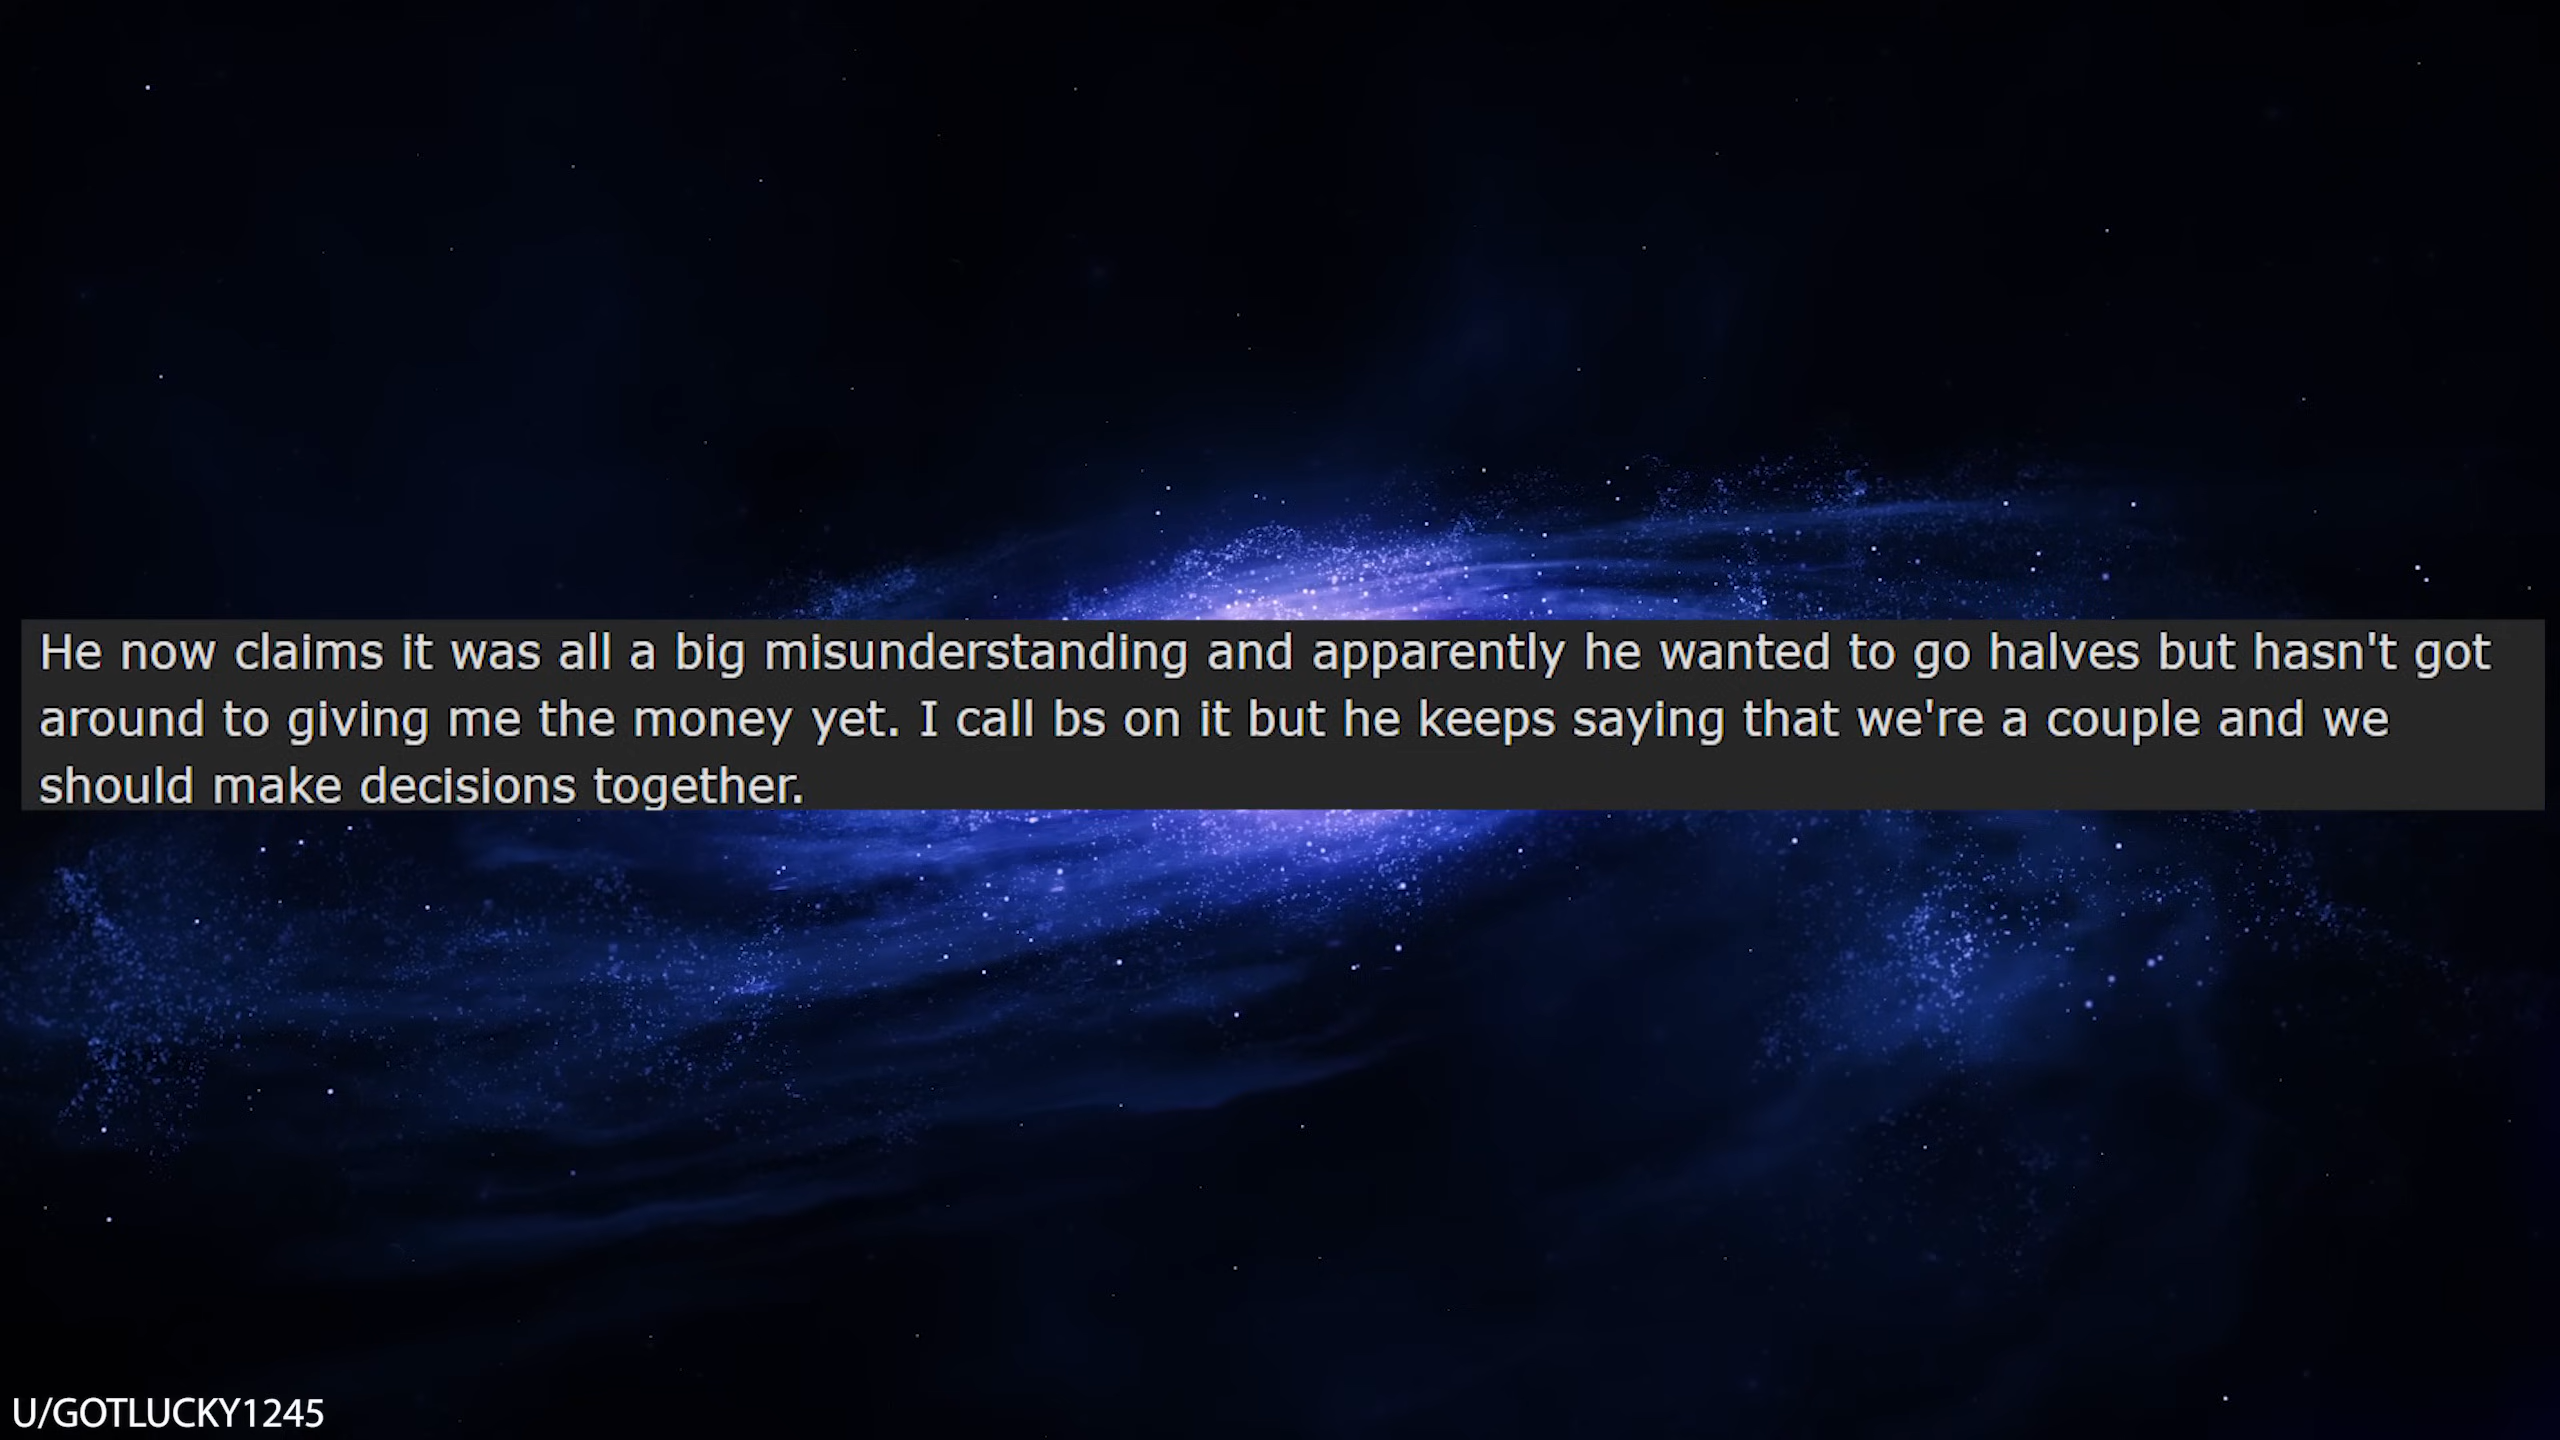 He now claims it was all a big misunderstanding and apparently he wanted to go halves but hasn't got
around to giving me the money yet. I call bs on it but he keeps saying that we're a couple and we
should make decisions together.
U/GOTLUCKY1245